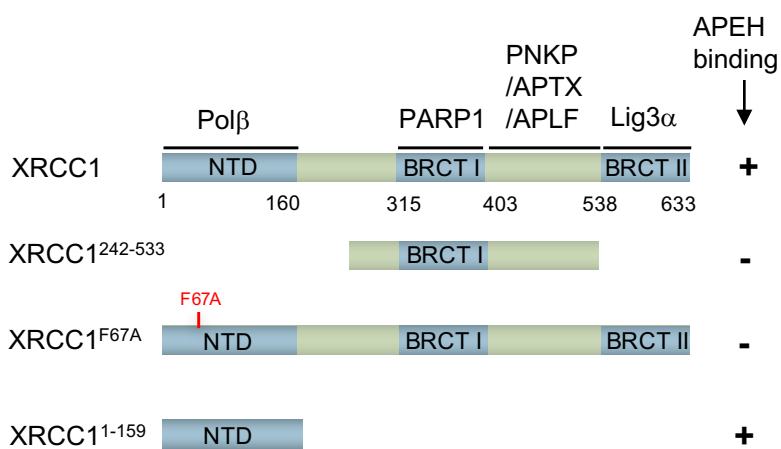 APEH
binding
PNKP
/APTX
/APLF
Polβ
PARP1
Lig3α
XRCC1
NTD
BRCT I
BRCT II
+
1
160
315
403
538
633
XRCC1242-533
BRCT I
-
F67A
XRCC1F67A
NTD
BRCT I
BRCT II
-
XRCC11-159
NTD
+